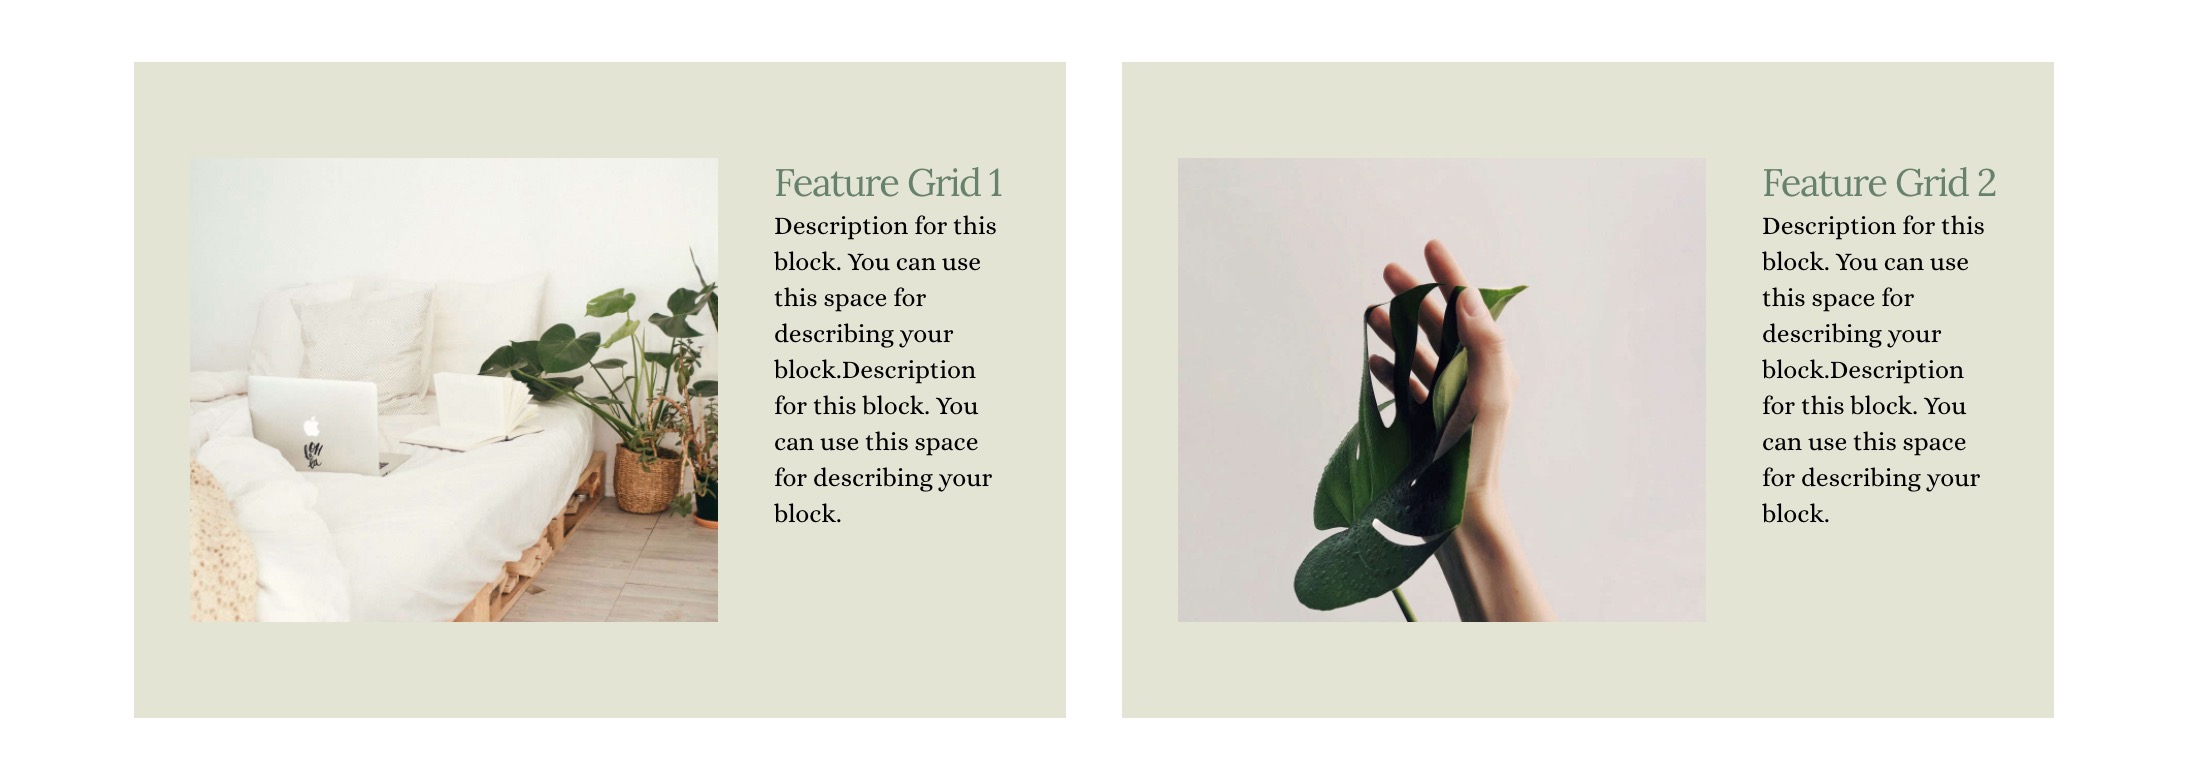 Feature Grid 1
Description for this
block. You can use
this space for
describing your
block.Description
for this block. You
can use this space
for describing your
block.
Feature Grid 2
Description for this
block. You can use
this space for
describing your
block.Description
for this block. You
can use this space
for describing your
block.